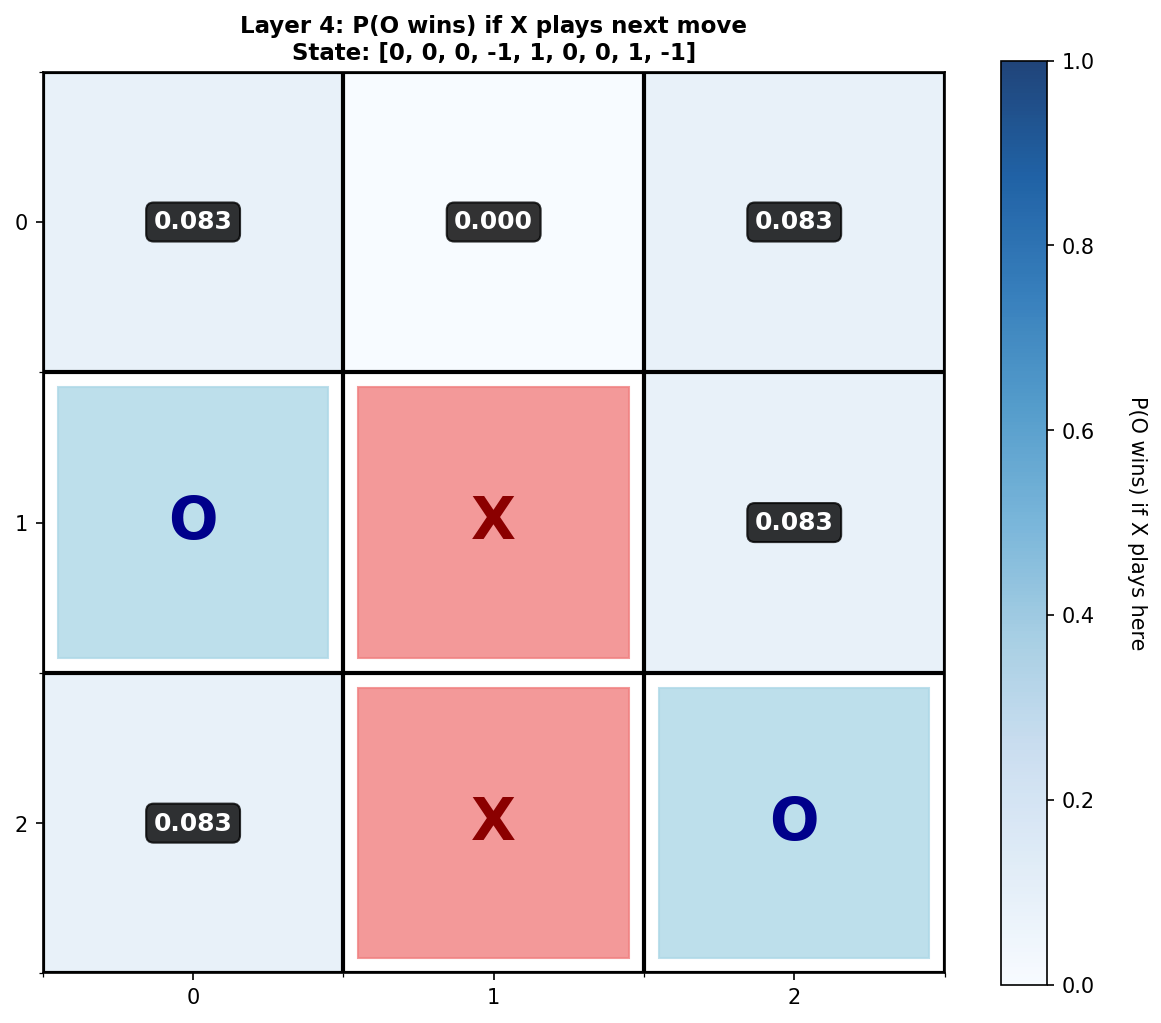 Layer 4: P(O wins) if X plays next move
State: [0, 0, 0, -1, 1, 0, 0, 1, -1]
0
0.083
0.000
0.083
1
O
X
0.083
2
0.083
X
O
0
1
2
1.0
0.8
0.6
0.4
0.2
0.0
P(O wins) if X plays here